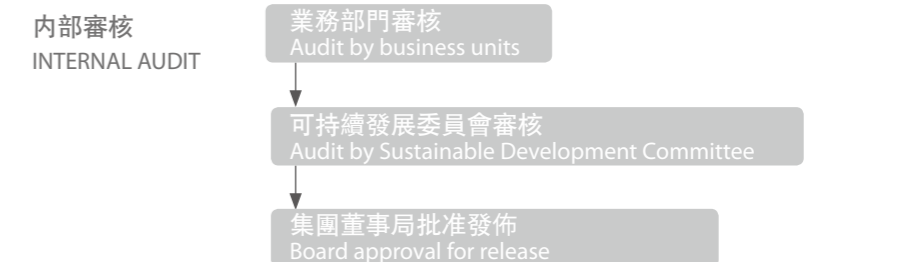 内部審核
INTERNAL AUDIT
業務部門審核
Audit by business units
可持續發展委員會審核
Audit by Sustainable Development Committee
集團董事局批准發佈
Board approval for release